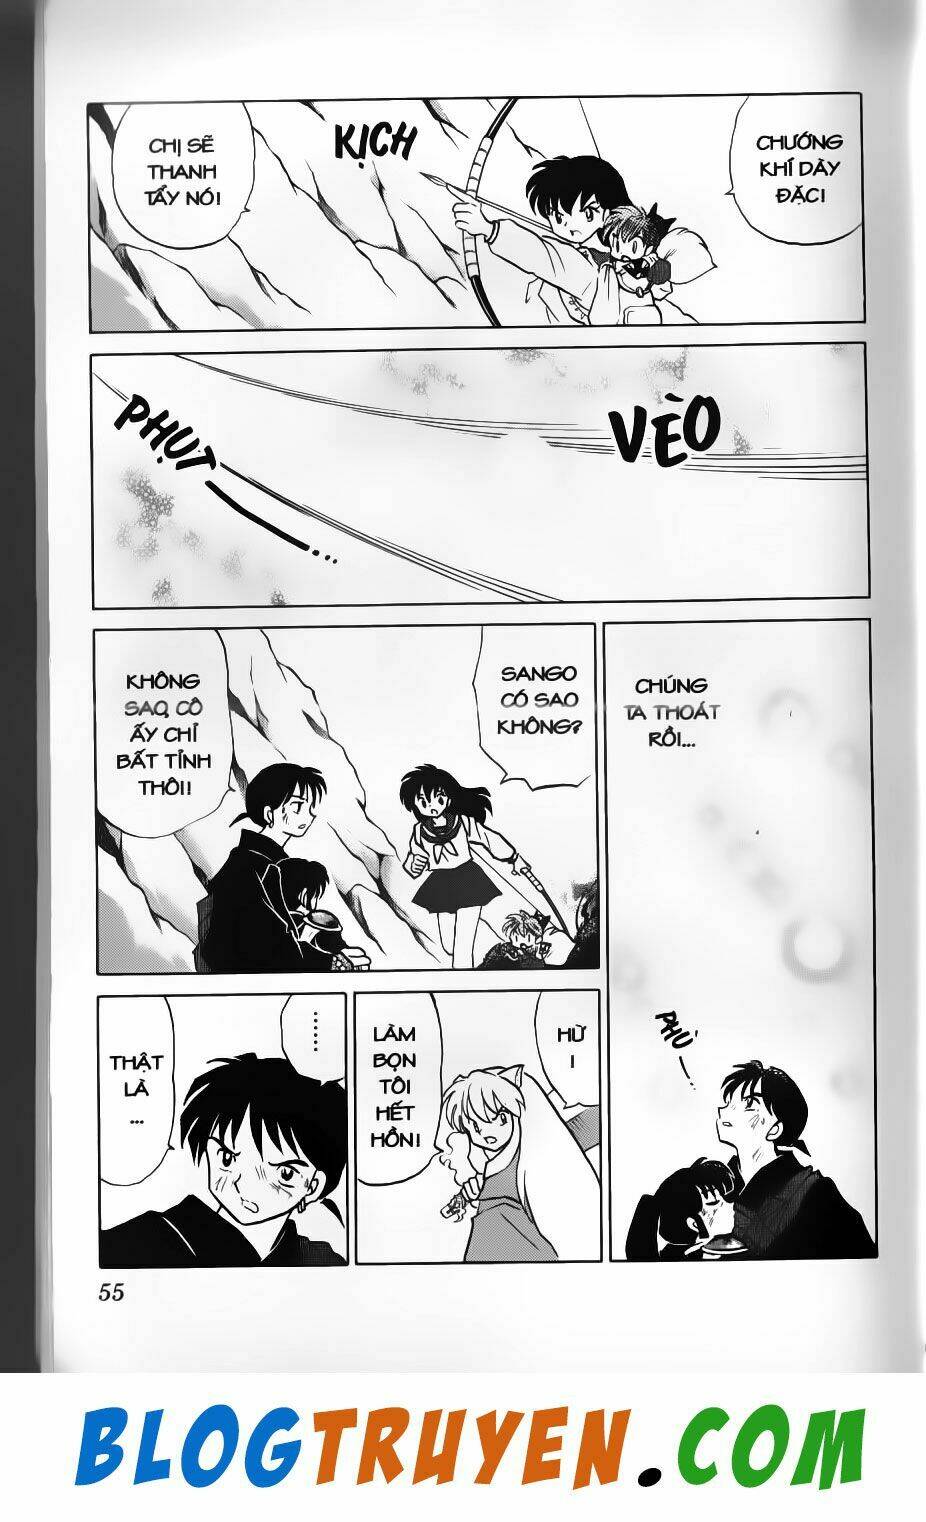 CHƯỚNG
KHÍ DÀY
ĐẶC!
KỊCH
CHỊ SẼ
THANH
TẨY NÓ!
VÈO
PHỤT
CHÚNG
TA THOÁT
RỒI...
PHÙ
SANGO
CÓ SAO
KHÔNG?
KHÔNG
SAO, CÔ
ẤY CHỈ
BẤT TỈNH
THÔI!
HỪ
!
LÀM
BỌN
TÔI
HẾT
HỒN!
......
THẬT
LÀ
...
55
BLOGTRUYEN.COM